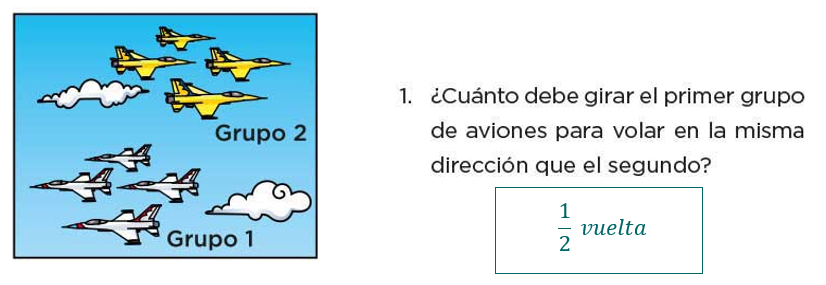 Grupo 2
Grupo 1
1. ¿Cuánto debe girar el primer grupo
de aviones para volar en la misma
dirección que el segundo?
1/2 vuelta